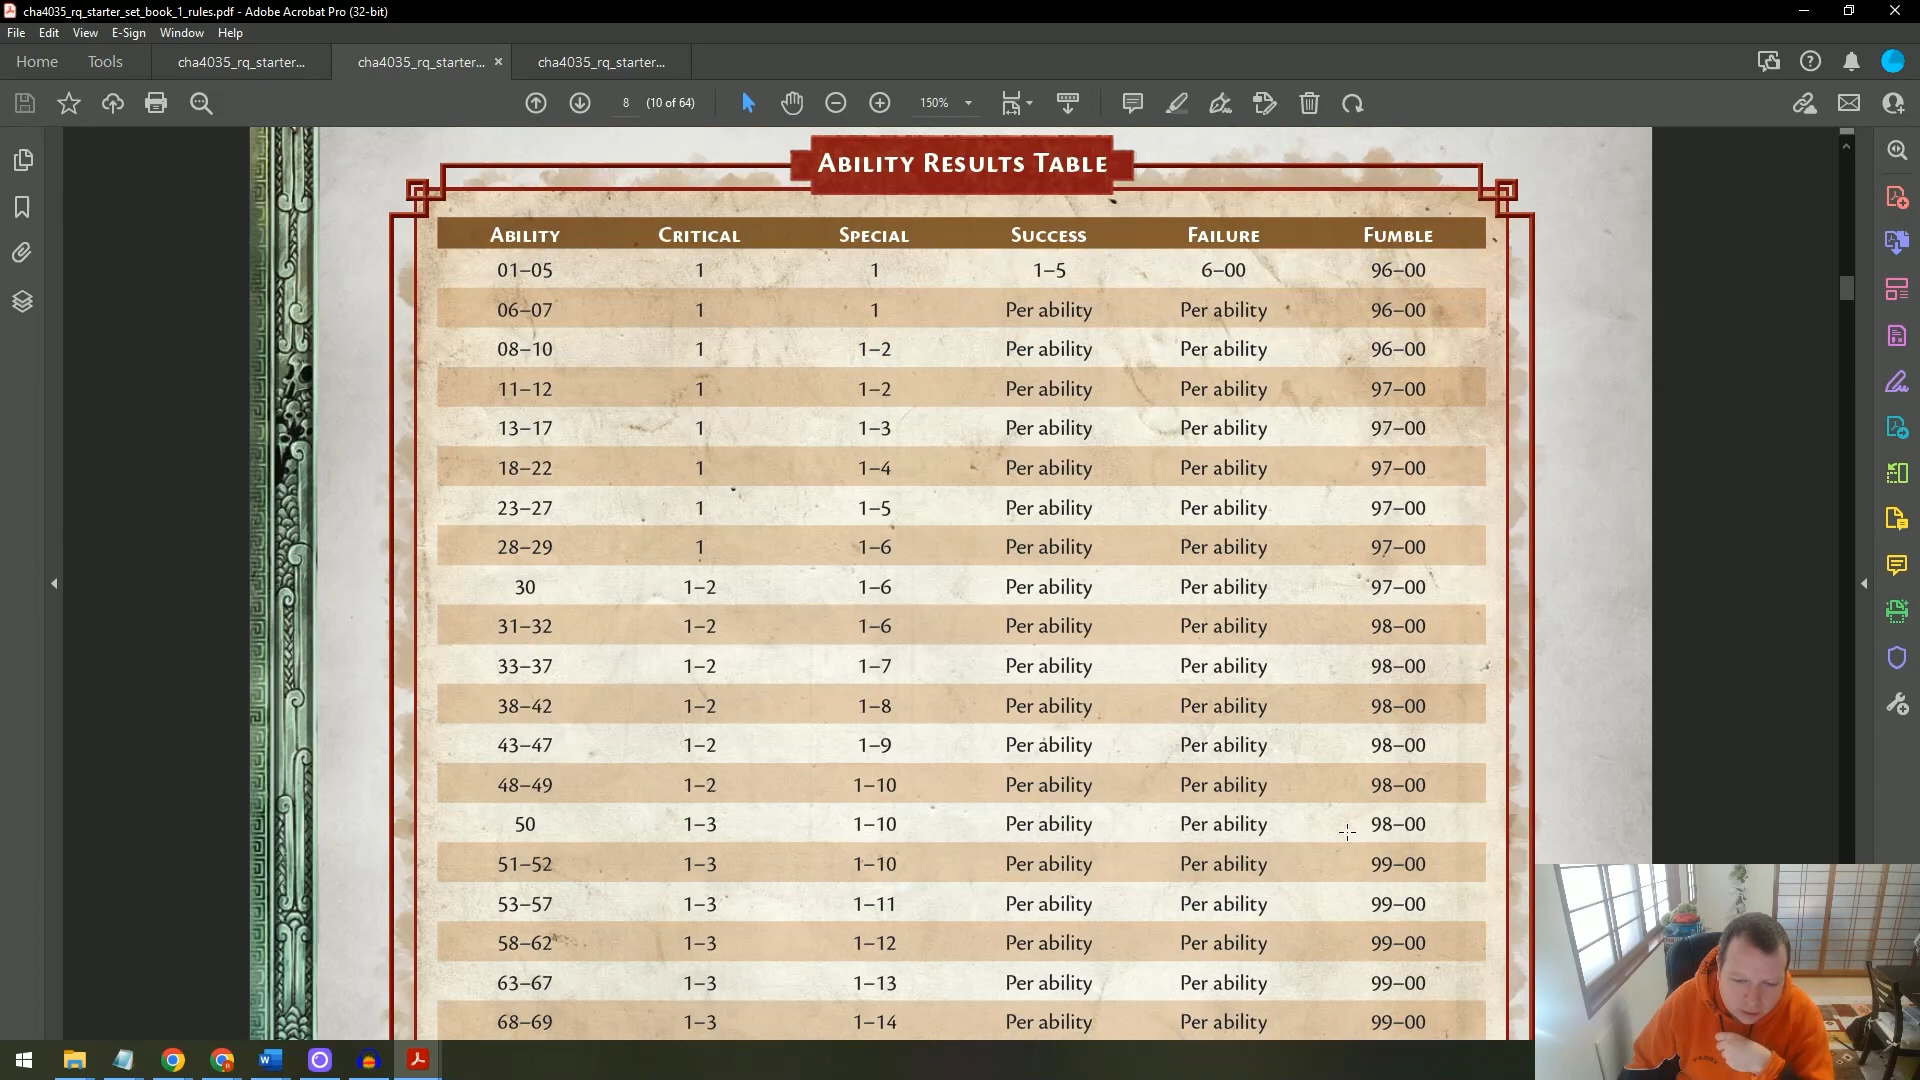 cha4035_rq_starter_set_book_1_rules.pdf - Adobe Acrobat Pro (32-bit)
File Edit View E-Sign Window Help
Home Tools cha4035_rq_starter... cha4035_rq_starter... × cha4035_rq_starter...
8 (10 of 64) 150%
ABILITY RESULTS TABLE
ABILITY CRITICAL SPECIAL SUCCESS FAILURE FUMBLE
01–05 1 1 1–5 6–00 96–00
06–07 1 1 Per ability Per ability 96–00
08–10 1 1–2 Per ability Per ability 96–00
11–12 1 1–2 Per ability Per ability 97–00
13–17 1 1–3 Per ability Per ability 97–00
18–22 1 1–4 Per ability Per ability 97–00
23–27 1 1–5 Per ability Per ability 97–00
28–29 1 1–6 Per ability Per ability 97–00
30 1–2 1–6 Per ability Per ability 97–00
31–32 1–2 1–6 Per ability Per ability 98–00
33–37 1–2 1–7 Per ability Per ability 98–00
38–42 1–2 1–8 Per ability Per ability 98–00
43–47 1–2 1–9 Per ability Per ability 98–00
48–49 1–2 1–10 Per ability Per ability 98–00
50 1–3 1–10 Per ability Per ability 98–00
51–52 1–3 1–10 Per ability Per ability 99–00
53–57 1–3 1–11 Per ability Per ability 99–00
58–62 1–3 1–12 Per ability Per ability 99–00
63–67 1–3 1–13 Per ability Per ability 99–00
68–69 1–3 1–14 Per ability Per ability 99–00